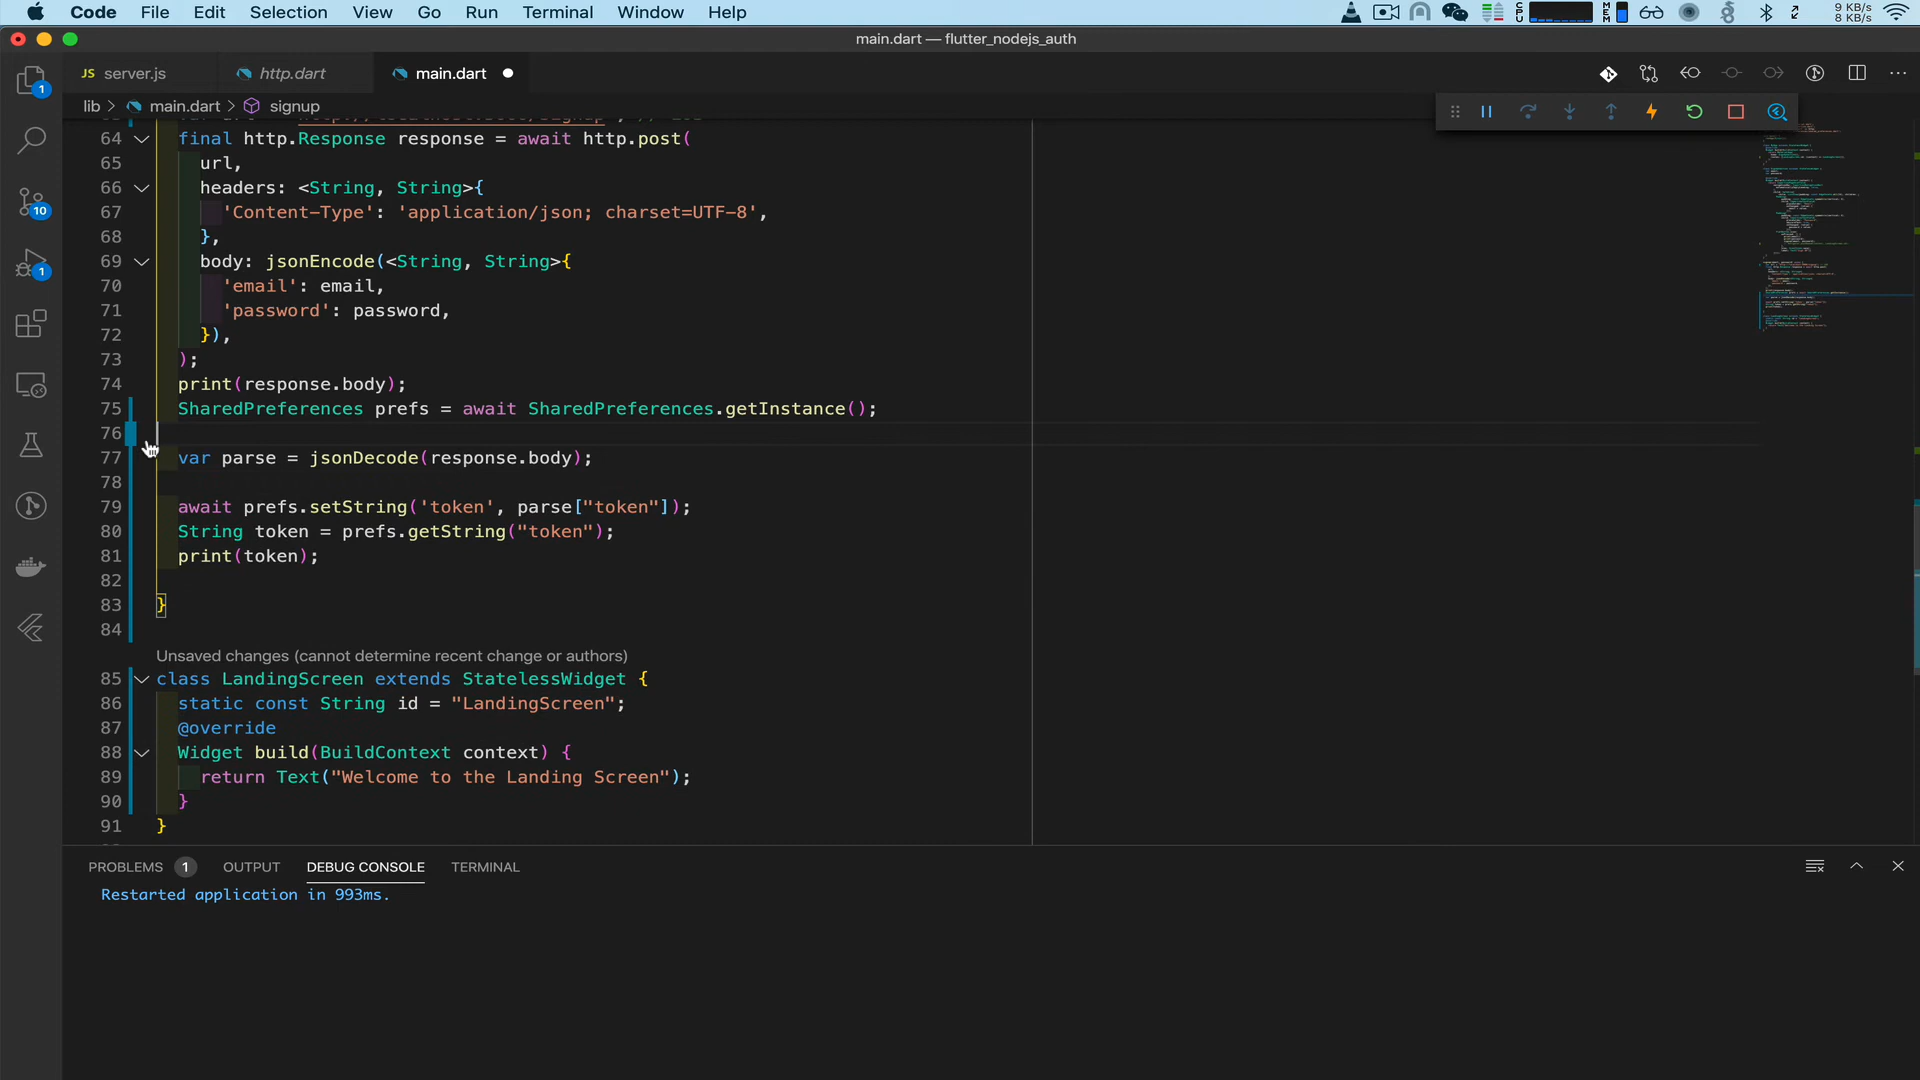 Code File Edit Selection View Go Run Terminal Window Help
CPU MEM 9 KB/s
8 KB/s
main.dart — flutter_nodejs_auth
JS server.js http.dart main.dart
lib > main.dart > signup
64 final http.Response response = await http.post(
65 url,
66 headers: <String, String>{
67 'Content-Type': 'application/json; charset=UTF-8',
68 },
69 body: jsonEncode(<String, String>{
70 'email': email,
71 'password': password,
72 }),
73 );
74 print(response.body);
75 SharedPreferences prefs = await SharedPreferences.getInstance();
76
77 var parse = jsonDecode(response.body);
78
79 await prefs.setString('token', parse["token"]);
80 String token = prefs.getString("token");
81 print(token);
82
83 }
84
Unsaved changes (cannot determine recent change or authors)
85 class LandingScreen extends StatelessWidget {
86 static const String id = "LandingScreen";
87 @override
88 Widget build(BuildContext context) {
89 return Text("Welcome to the Landing Screen");
90 }
91 }
1
10
1
PROBLEMS 1 OUTPUT DEBUG CONSOLE TERMINAL
Restarted application in 993ms.